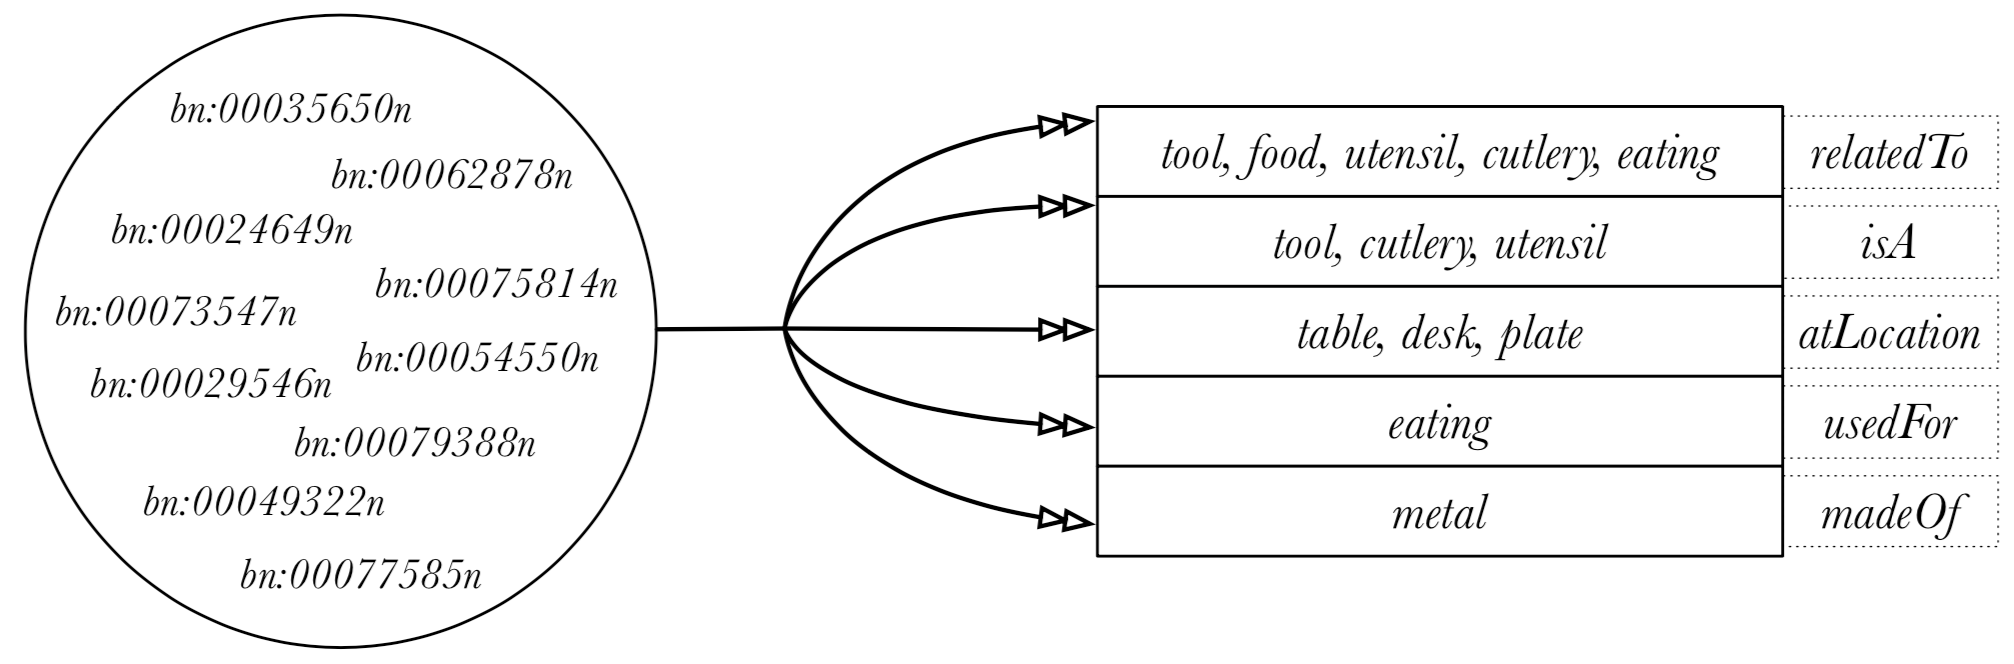 bn:00035650n
bn:00062878n
bn:00024649n
bn:00075814n
bn:00073547n
bn:00054550n
bn:00029546n
bn:00079388n
bn:00049322n
bn:00077585n
tool, food, utensil, cutlery, eating relatedTo
tool, cutlery, utensil isA
table, desk, plate atLocation
eating usedFor
metal madeOf